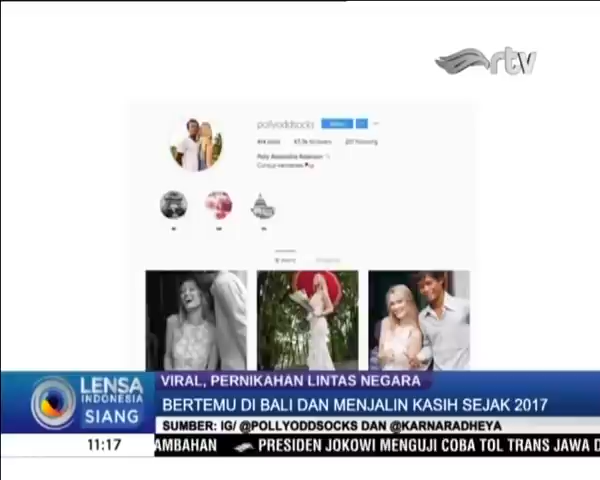 rtv
pollyoddsocks
LENSA
INDONESIA
SIANG
VIRAL, PERNIKAHAN LINTAS NEGARA
BERTEMU DI BALI DAN MENJALIN KASIH SEJAK 2017
SUMBER: IG/ @POLLYODDSOCKS DAN @KARNARADHEYA
11:17
AMBAHAN PRESIDEN JOKOWI MENGUJI COBA TOL TRANS JAWA D